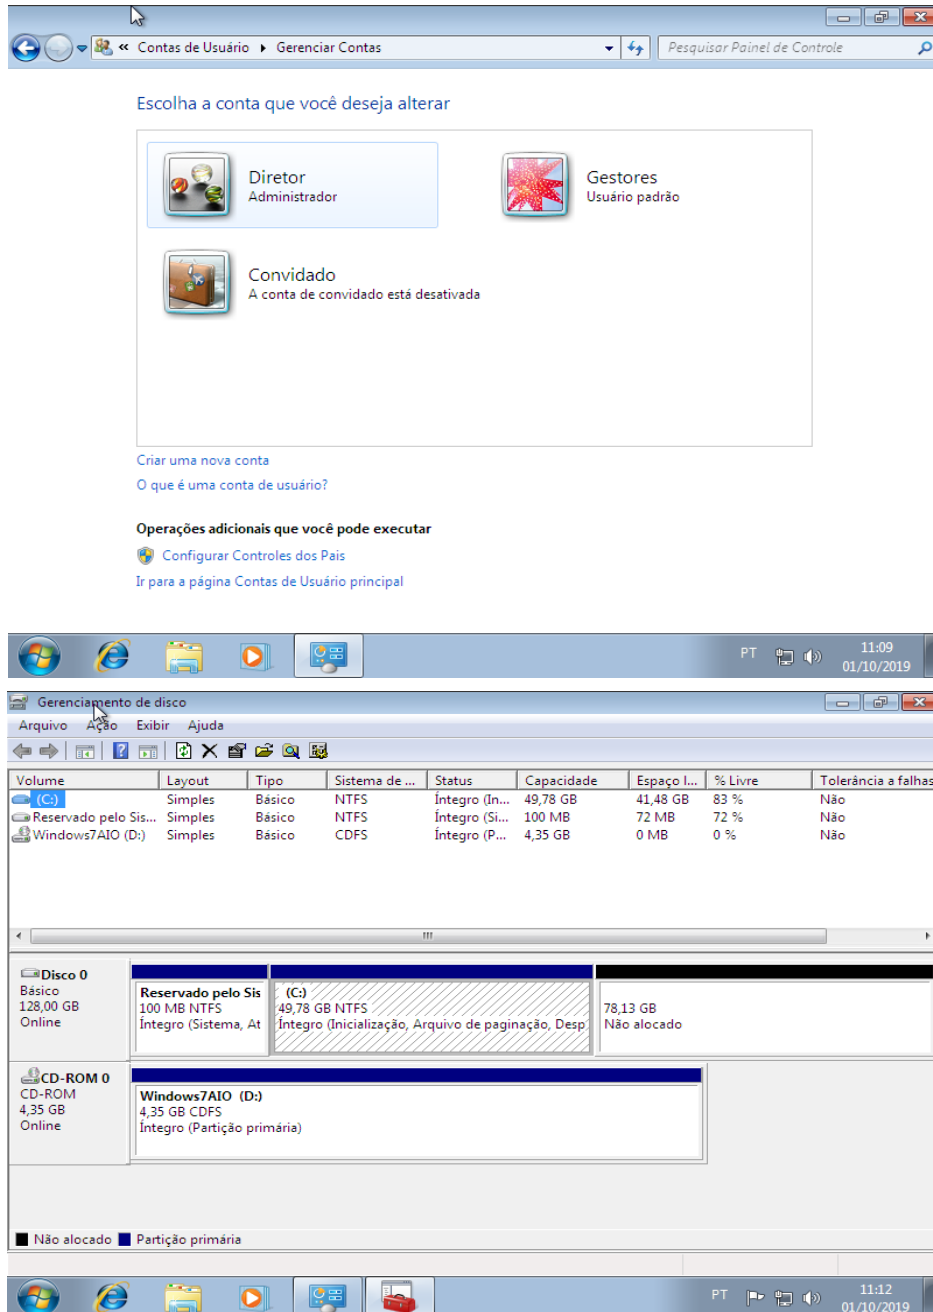 « Contas de Usuário ▸ Gerenciar Contas
Pesquisar Painel de Controle
Escolha a conta que você deseja alterar
Diretor
Administrador
Gestores
Usuário padrão
Convidado
A conta de convidado está desativada
Criar uma nova conta
O que é uma conta de usuário?
Operações adicionais que você pode executar
Configurar Controles dos Pais
Ir para a página Contas de Usuário principal
PT
11:09
01/10/2019
Gerenciamento de disco
Arquivo Ação Exibir Ajuda
Volume Layout Tipo Sistema de ... Status Capacidade Espaço l... % Livre Tolerância a falhas
(C:) Simples Básico NTFS Íntegro (In... 49,78 GB 41,48 GB 83 % Não
Reservado pelo Sis... Simples Básico NTFS Íntegro (Si... 100 MB 72 MB 72 % Não
Windows7AIO (D:) Simples Básico CDFS Íntegro (P... 4,35 GB 0 MB 0 % Não
Disco 0
Básico
128,00 GB
Online
Reservado pelo Sis
100 MB NTFS
Íntegro (Sistema, At
(C:)
49,78 GB NTFS
Íntegro (Inicialização, Arquivo de paginação, Desp
78,13 GB
Não alocado
CD-ROM 0
CD-ROM
4,35 GB
Online
Windows7AIO (D:)
4,35 GB CDFS
Íntegro (Partição primária)
Não alocado Partição primária
PT
11:12
01/10/2019